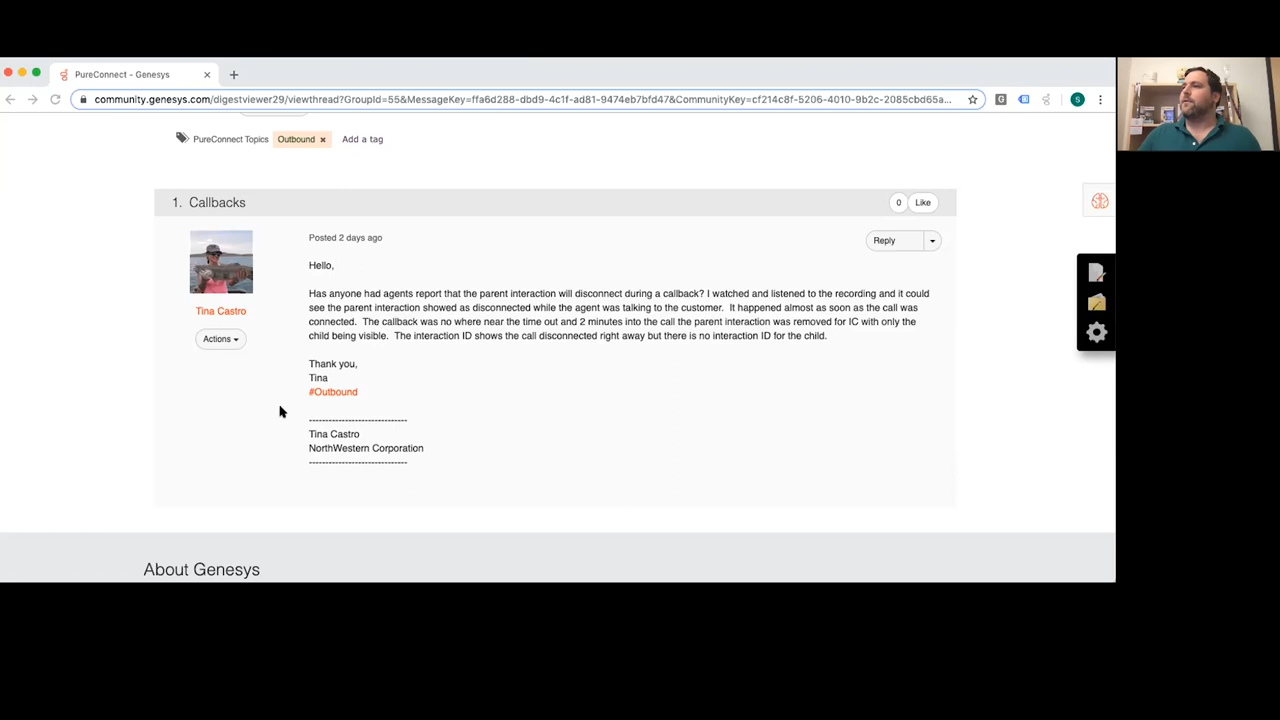 PureConnect - Genesys
community.genesys.com/digestviewer29/viewthread?GroupId=55&MessageKey=ffa6d288-dbd9-4c1f-ad81-9474eb7bfd47&CommunityKey=cf214c8f-5206-4010-9b2c-2085cbd65a...
G
S
PureConnect Topics Outbound × Add a tag
1. Callbacks
0 Like
Posted 2 days ago
Reply
Hello,
Has anyone had agents report that the parent interaction will disconnect during a callback? I watched and listened to the recording and it could
see the parent interaction showed as disconnected while the agent was talking to the customer. It happened almost as soon as the call was
connected. The callback was no where near the time out and 2 minutes into the call the parent interaction was removed for IC with only the
child being visible. The interaction ID shows the call disconnected right away but there is no interaction ID for the child.
Tina Castro
Actions
Thank you,
Tina
#Outbound
------------------------------
Tina Castro
NorthWestern Corporation
------------------------------
About Genesys